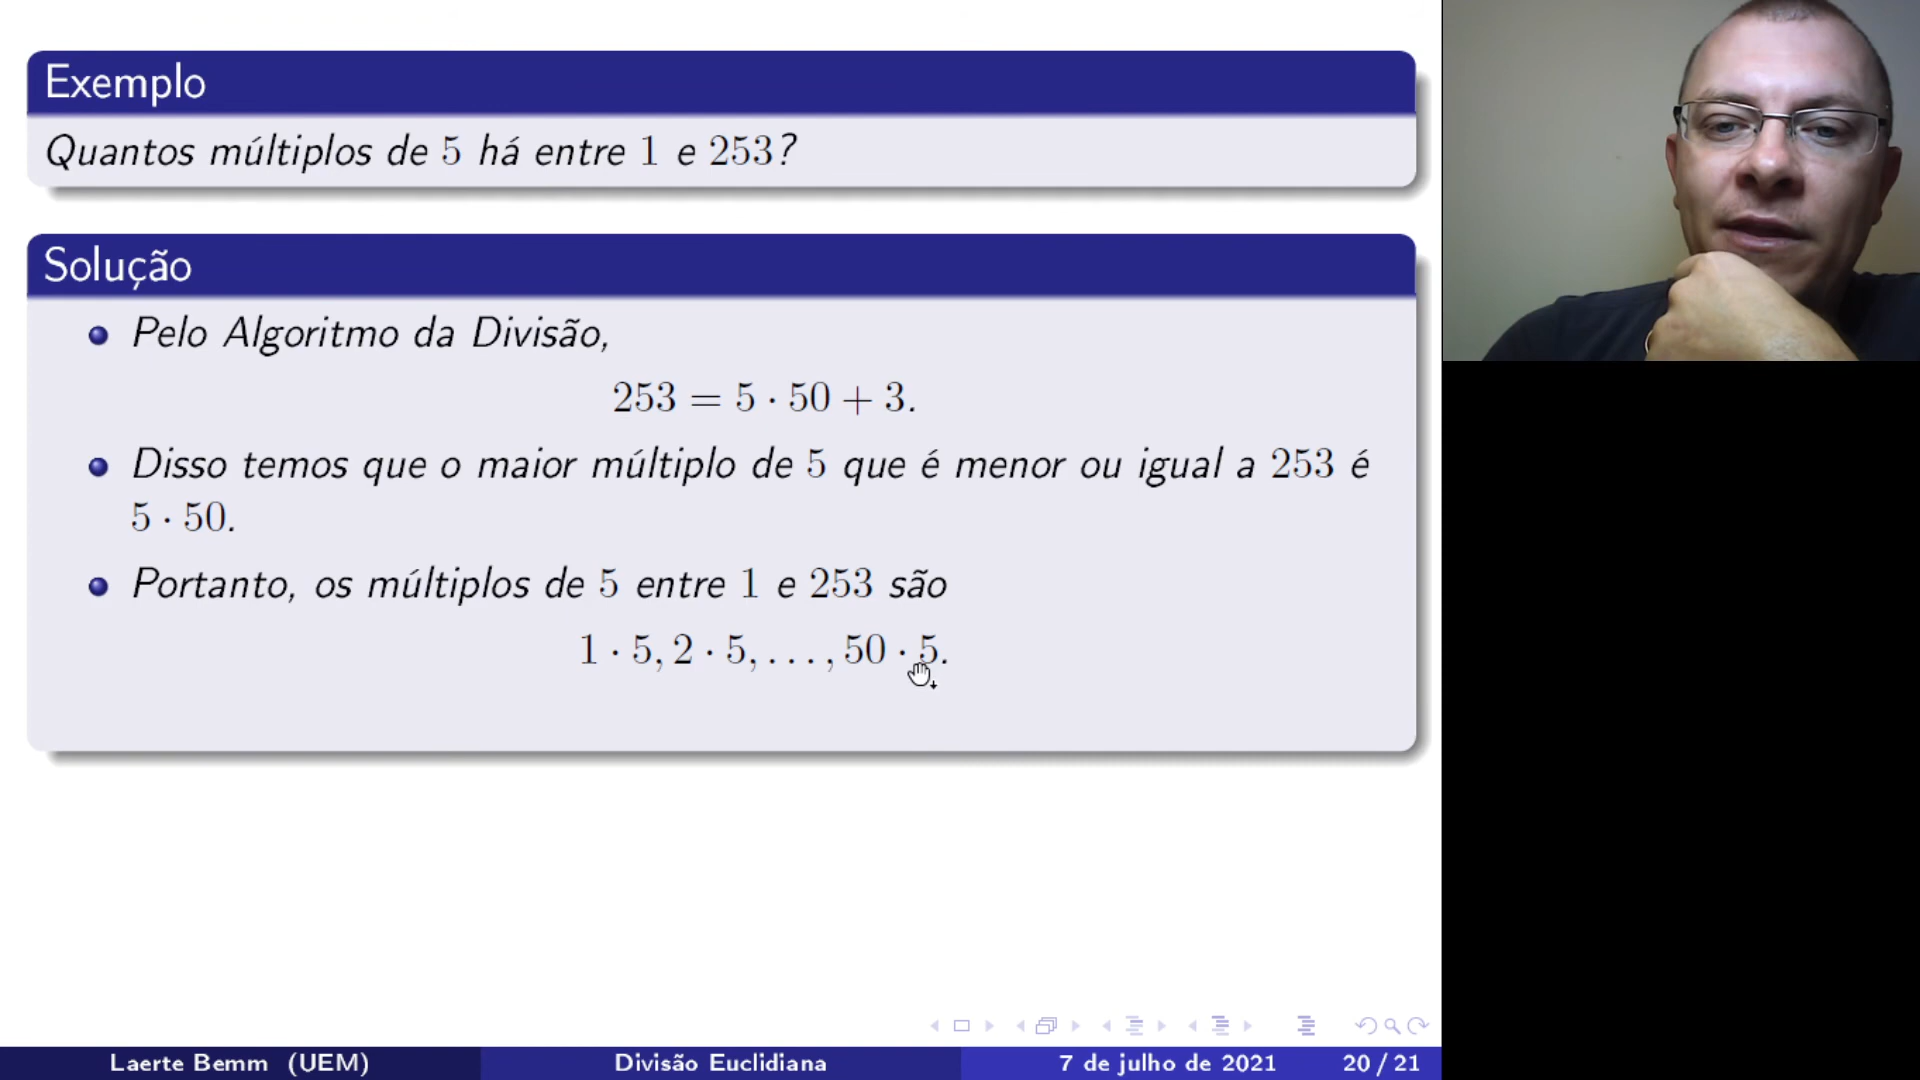 Exemplo
Quantos múltiplos de 5 há entre 1 e 253?
Solução
Pelo Algoritmo da Divisão,
253 = 5 · 50 + 3.
Disso temos que o maior múltiplo de 5 que é menor ou igual a 253 é
5 · 50.
Portanto, os múltiplos de 5 entre 1 e 253 são
1 · 5, 2 · 5, . . . , 50 · 5.
Laerte Bemm (UEM) Divisão Euclidiana 7 de julho de 2021 20 / 21